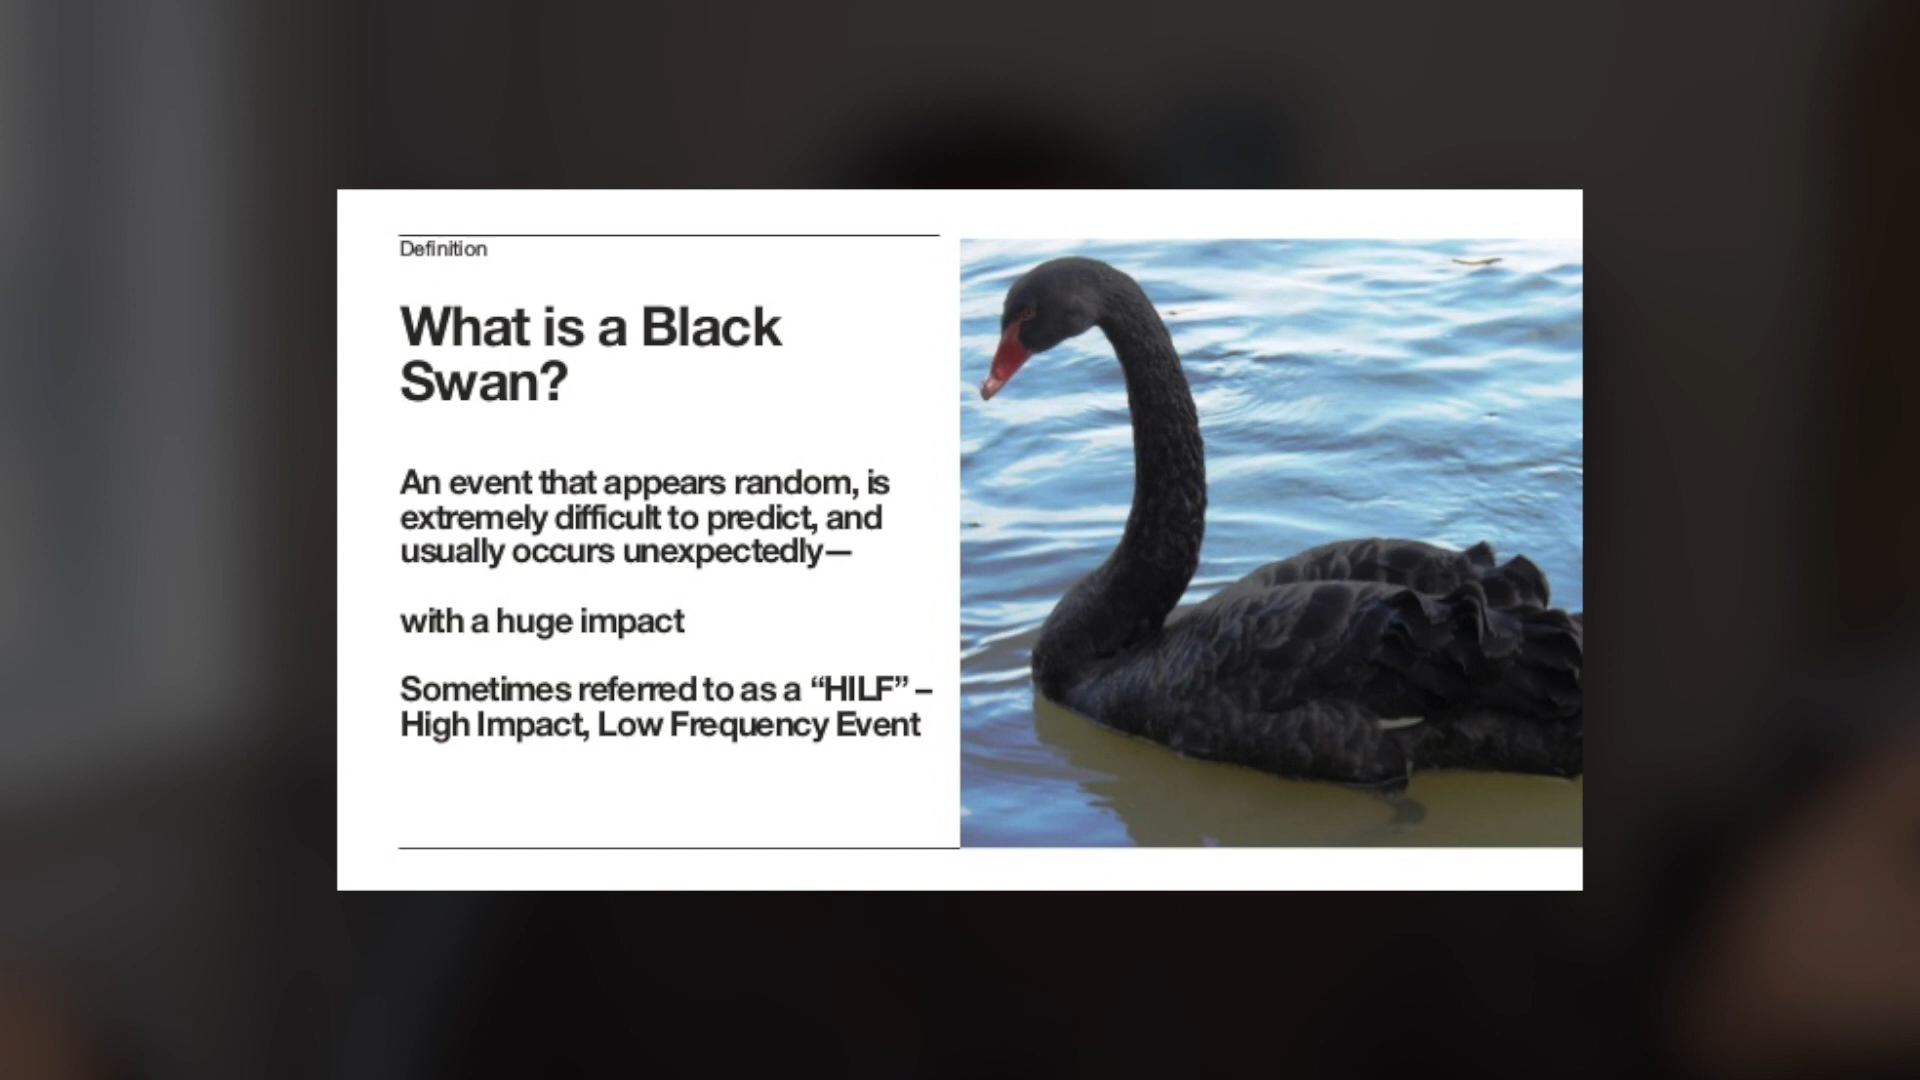 Definition
What is a Black
Swan?
An event that appears random, is
extremely difficult to predict, and
usually occurs unexpectedly—
with a huge impact
Sometimes referred to as a “HILF” –
High Impact, Low Frequency Event